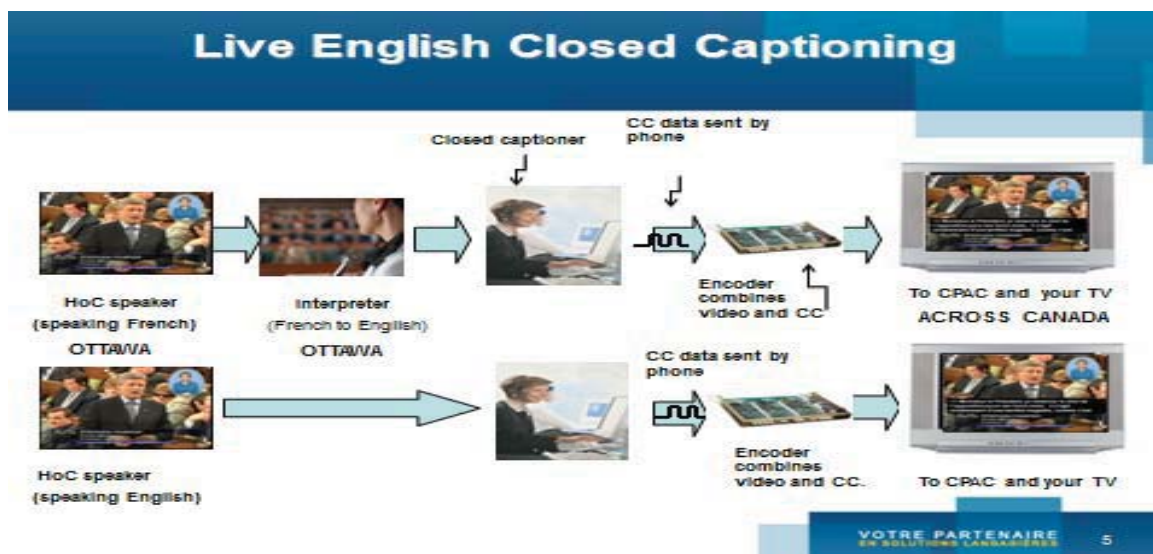 Live English Closed Captioning
Closed captioner
CC data sent by
phone
HoC speaker
(speaking French)
OTTAWA
Interpreter
(French to English)
OTTAWA
Encoder
combines
video and CC
To CPAC and your TV
ACROSS CANADA
CC data sent by
phone
HoC speaker
(speaking English)
Encoder
combines
video and CC.
To CPAC and your TV
VOTRE PARTENAIRE
EN SOLUTIONS LANGAGIÈRES
5